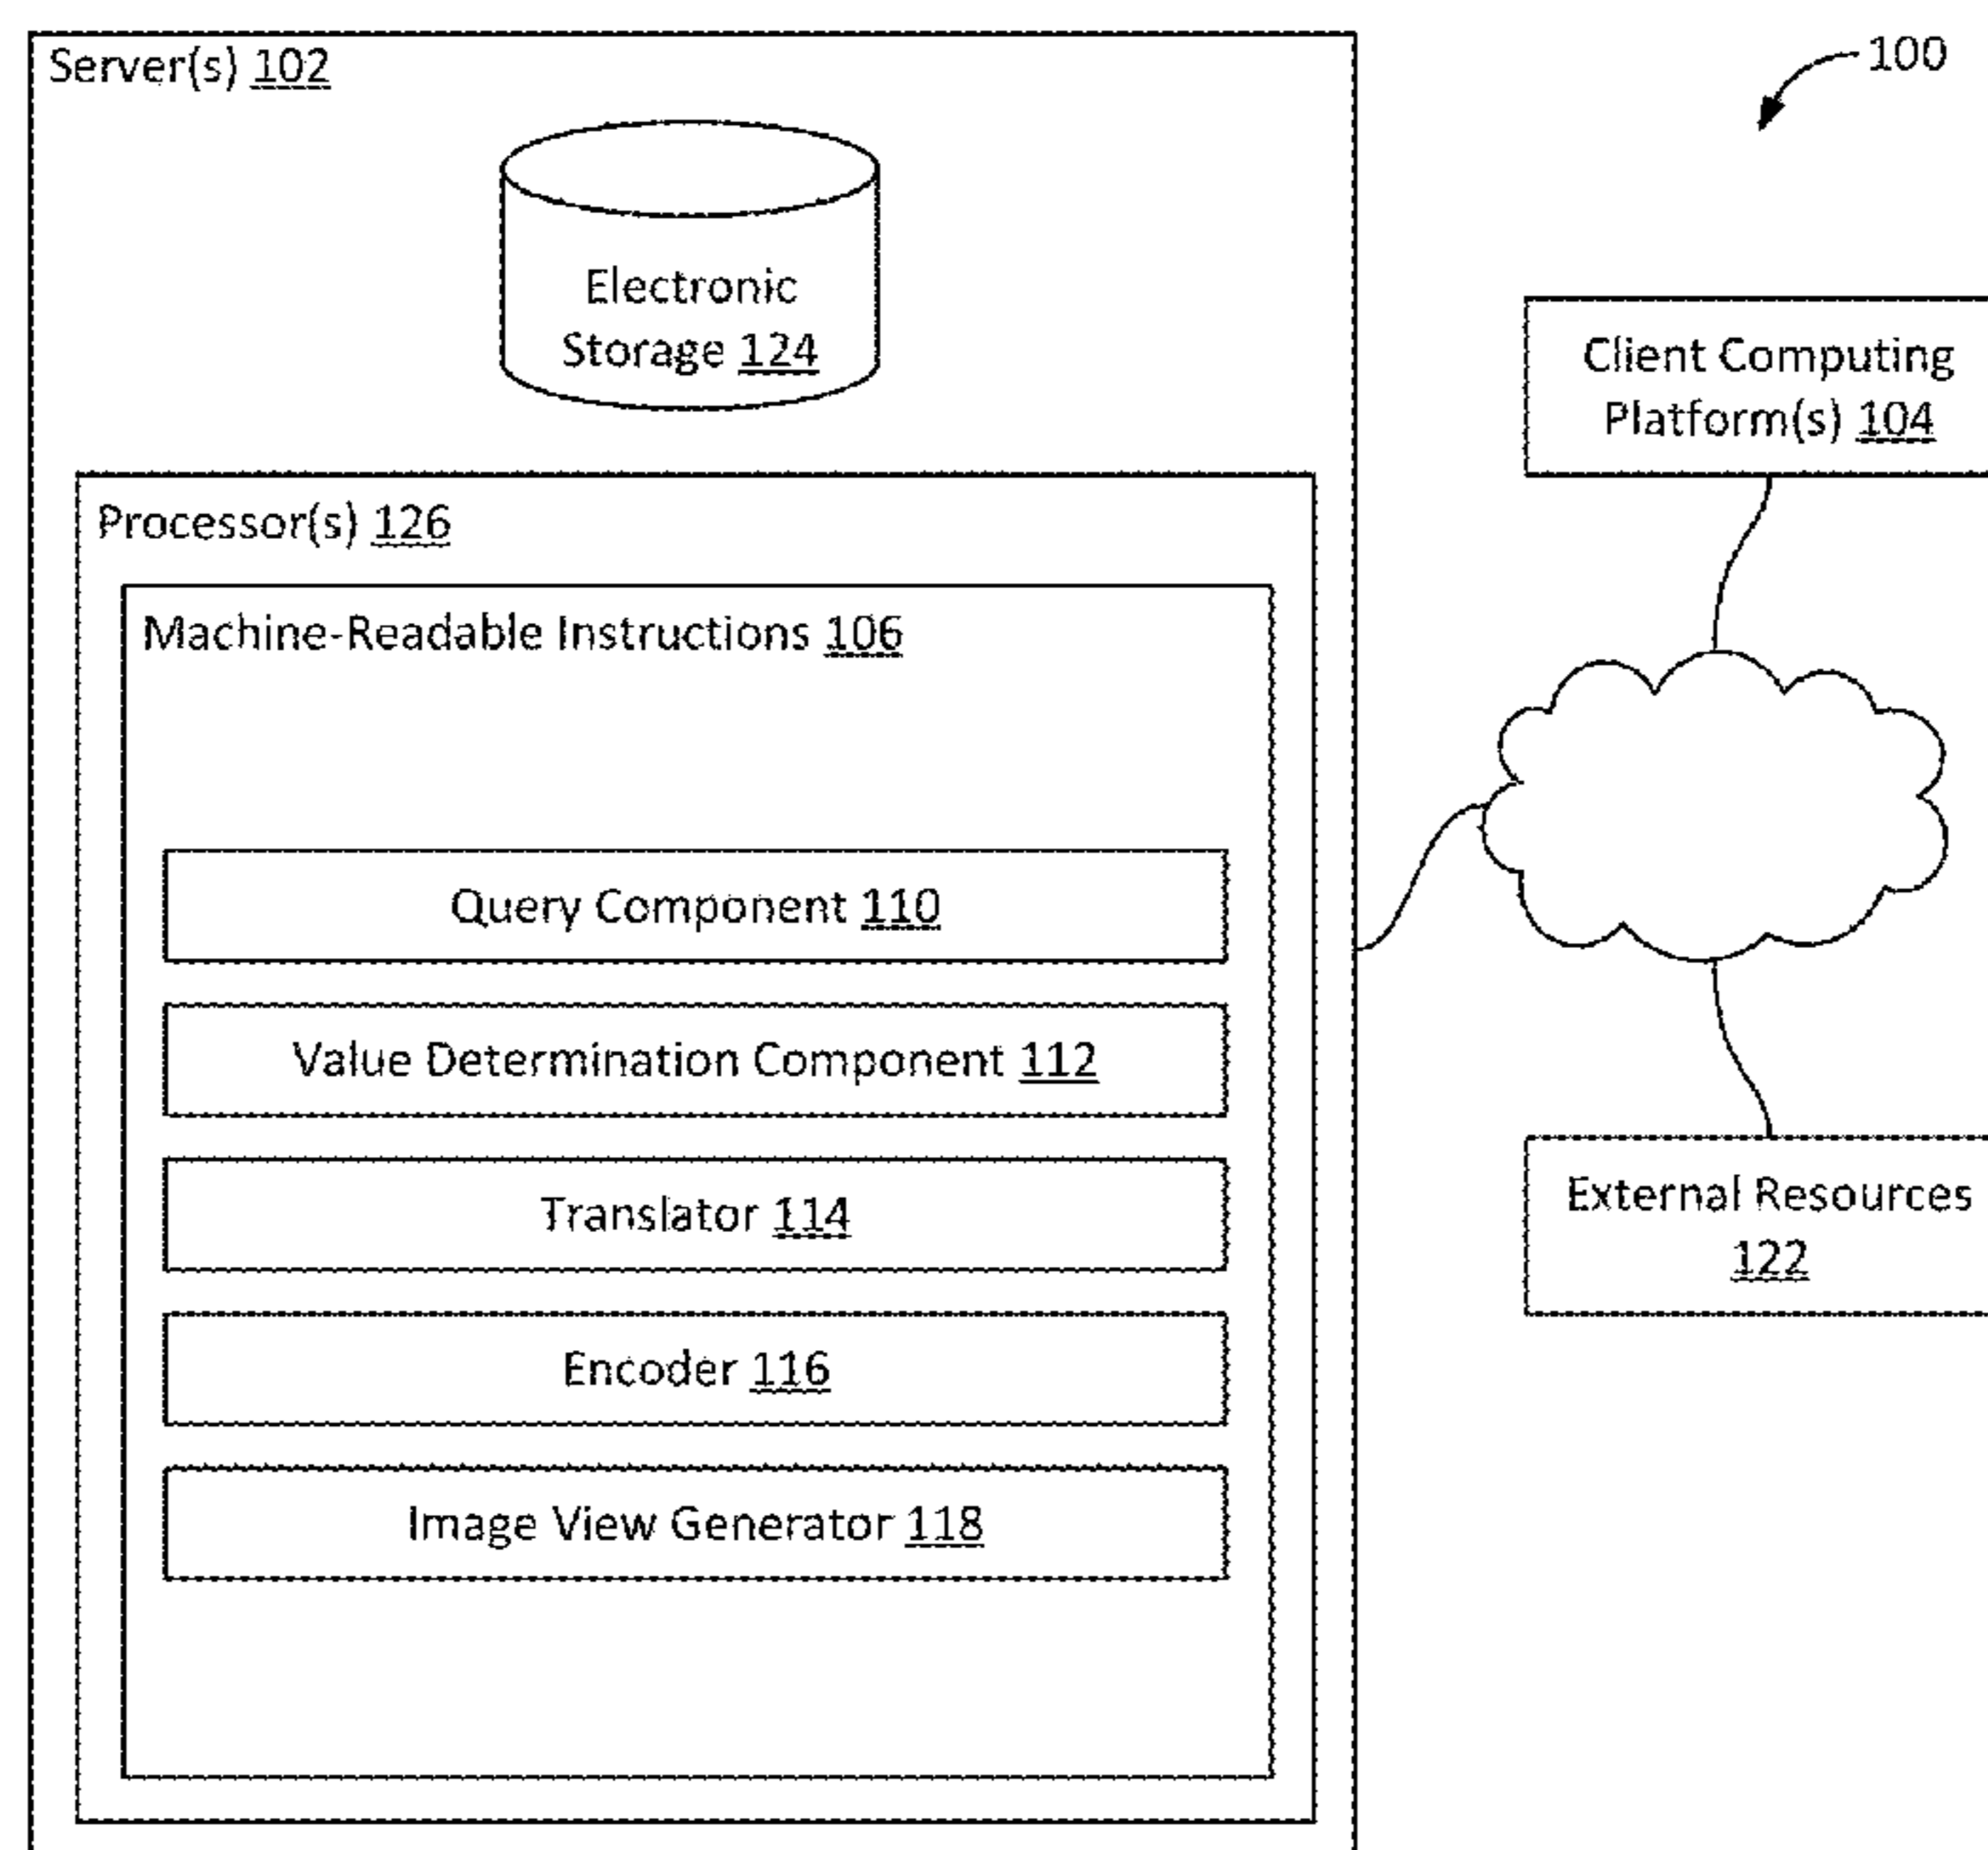 Server(s) 102
100
Electronic
Storage 124
Client Computing
Platform(s) 104
Processor(s) 126
Machine-Readable Instructions 106
Query Component 110
Value Determination Component 112
Translator 114
External Resources
122
Encoder 116
Image View Generator 118